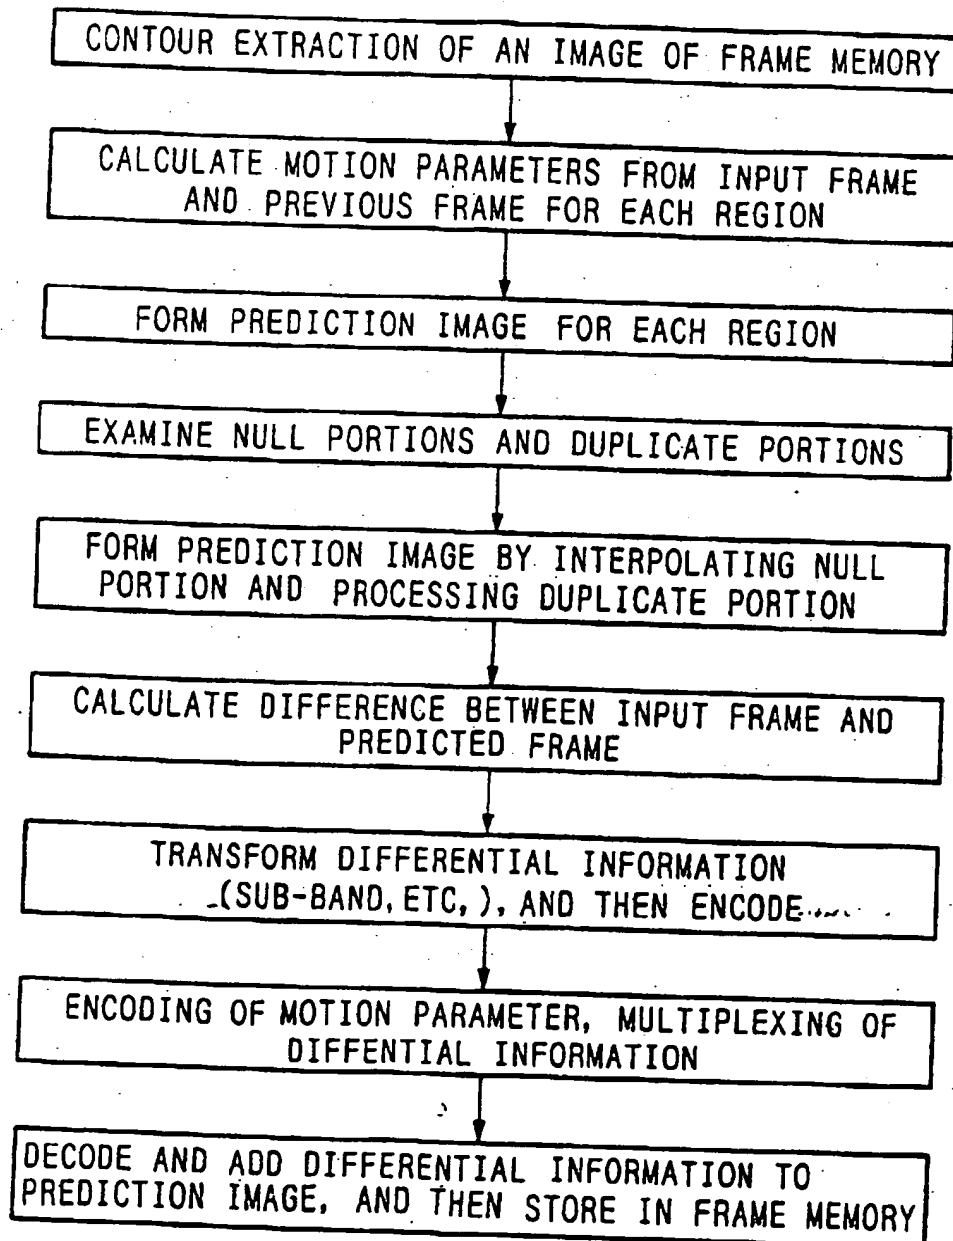 CONTOUR EXTRACTION OF AN IMAGE OF FRAME MEMORY
CALCULATE MOTION PARAMETERS FROM INPUT FRAME
AND PREVIOUS FRAME FOR EACH REGION
FORM PREDICTION IMAGE FOR EACH REGION
EXAMINE NULL PORTIONS AND DUPLICATE PORTIONS
FORM PREDICTION IMAGE BY INTERPOLATING NULL
PORTION AND PROCESSING DUPLICATE PORTION
CALCULATE DIFFERENCE BETWEEN INPUT FRAME AND
PREDICTED FRAME
TRANSFORM DIFFERENTIAL INFORMATION
(SUB-BAND, ETC, ), AND THEN ENCODE
ENCODING OF MOTION PARAMETER, MULTIPLEXING OF
DIFFENTIAL INFORMATION
DECODE AND ADD DIFFERENTIAL INFORMATION TO
PREDICTION IMAGE, AND THEN STORE IN FRAME MEMORY